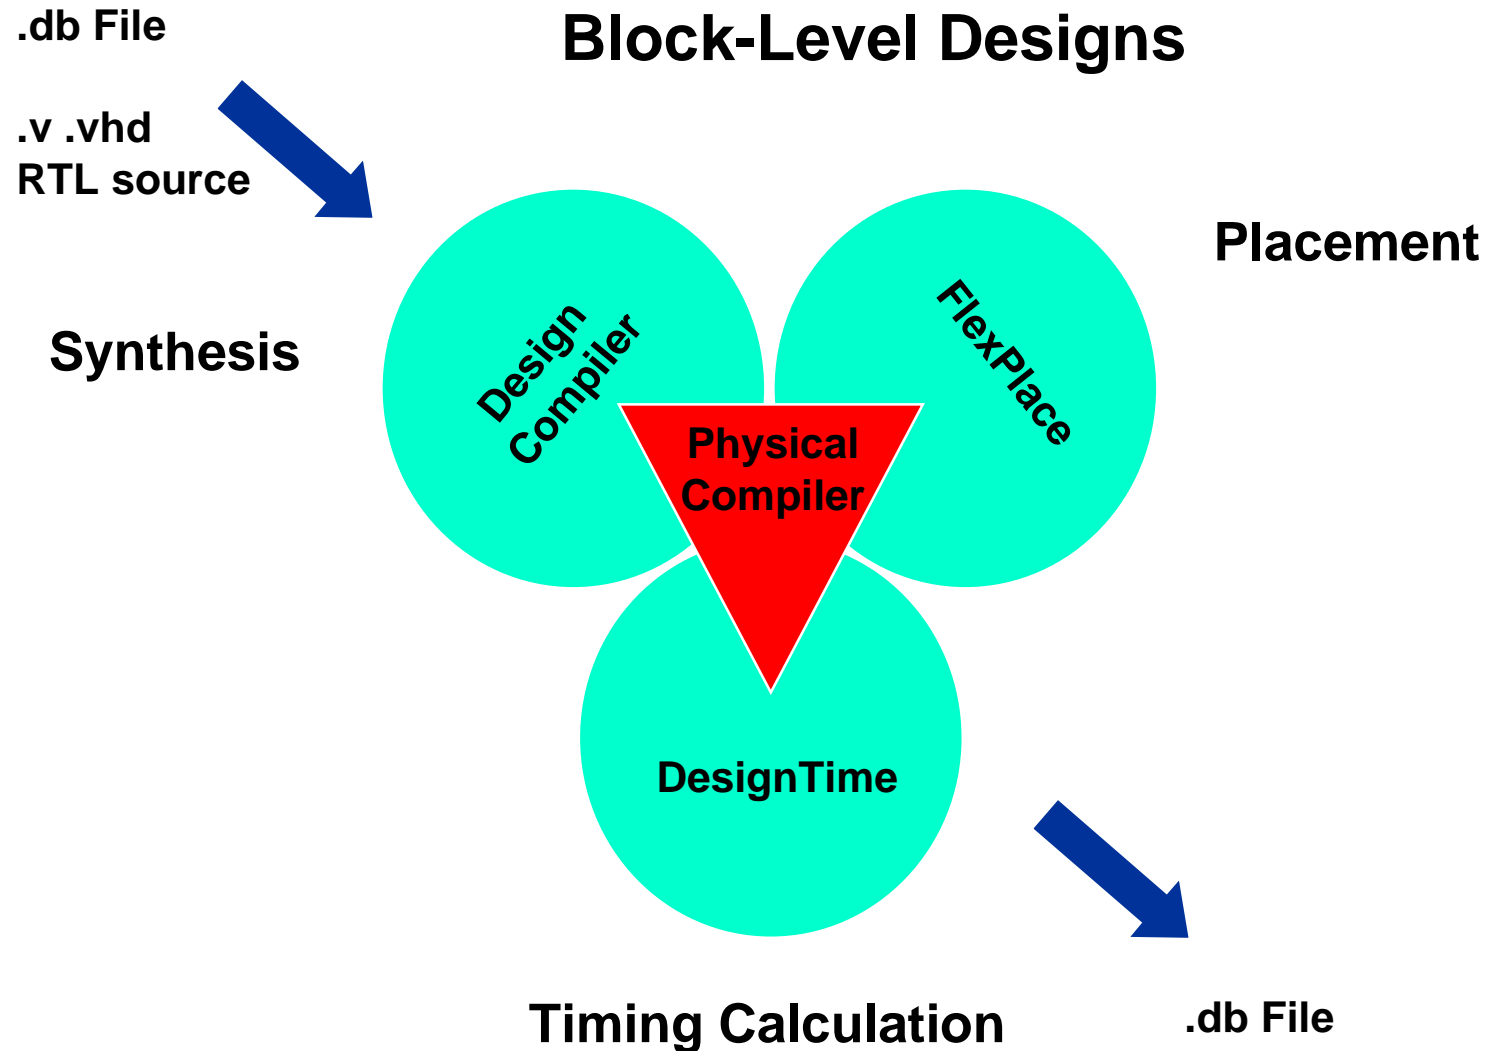 .db File
Block-Level Designs
.v .vhd
RTL source
Placement
Synthesis
Design
Compiler
FlexPlace
Physical
Compiler
DesignTime
Timing Calculation
.db File